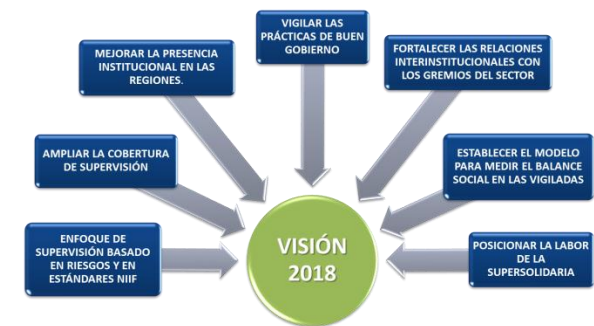 VIGILAR LAS
PRÁCTICAS DE BUEN
GOBIERNO
MEJORAR LA PRESENCIA
INSTITUCIONAL EN LAS
REGIONES.
FORTALECER LAS RELACIONES
INTERINSTITUCIONALES CON
LOS GREMIOS DEL SECTOR
AMPLIAR LA COBERTURA
DE SUPERVISIÓN
ESTABLECER EL MODELO
PARA MEDIR EL BALANCE
SOCIAL EN LAS VIGILADAS
ENFOQUE DE
SUPERVISIÓN BASADO
EN RIESGOS Y EN
ESTÁNDARES NIIF
VISIÓN
2018
POSICIONAR LA LABOR
DE LA
SUPERSOLIDARIA